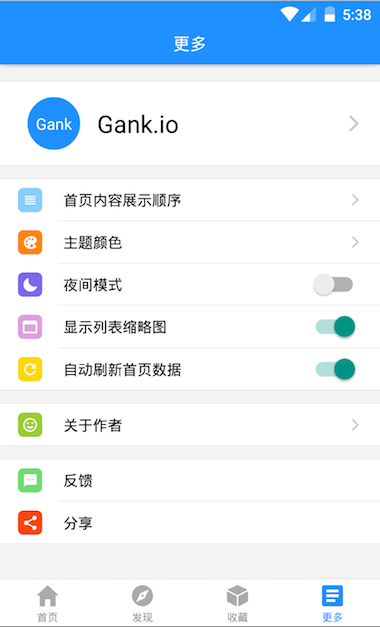 5:38
更多
Gank
Gank.io
首页内容展示顺序
主题颜色
夜间模式
显示列表缩略图
自动刷新首页数据
关于作者
反馈
分享
首页
发现
收藏
更多